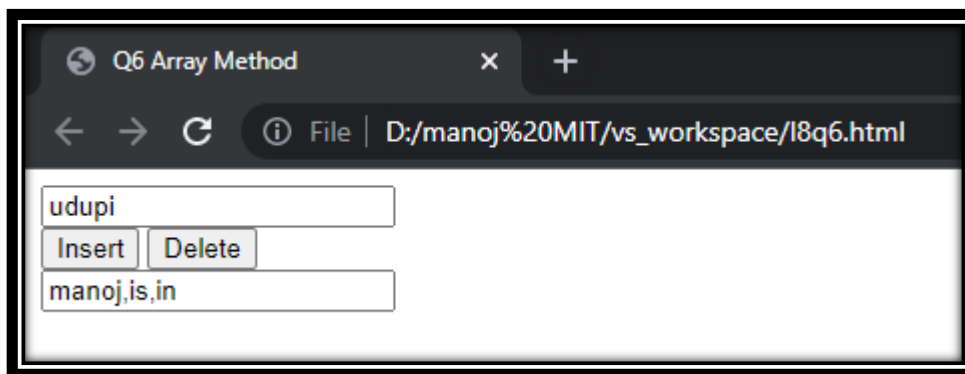 Q6 Array Method
File | D:/manoj%20MIT/vs_workspace/l8q6.html
udupi
Insert Delete
manoj,is,in